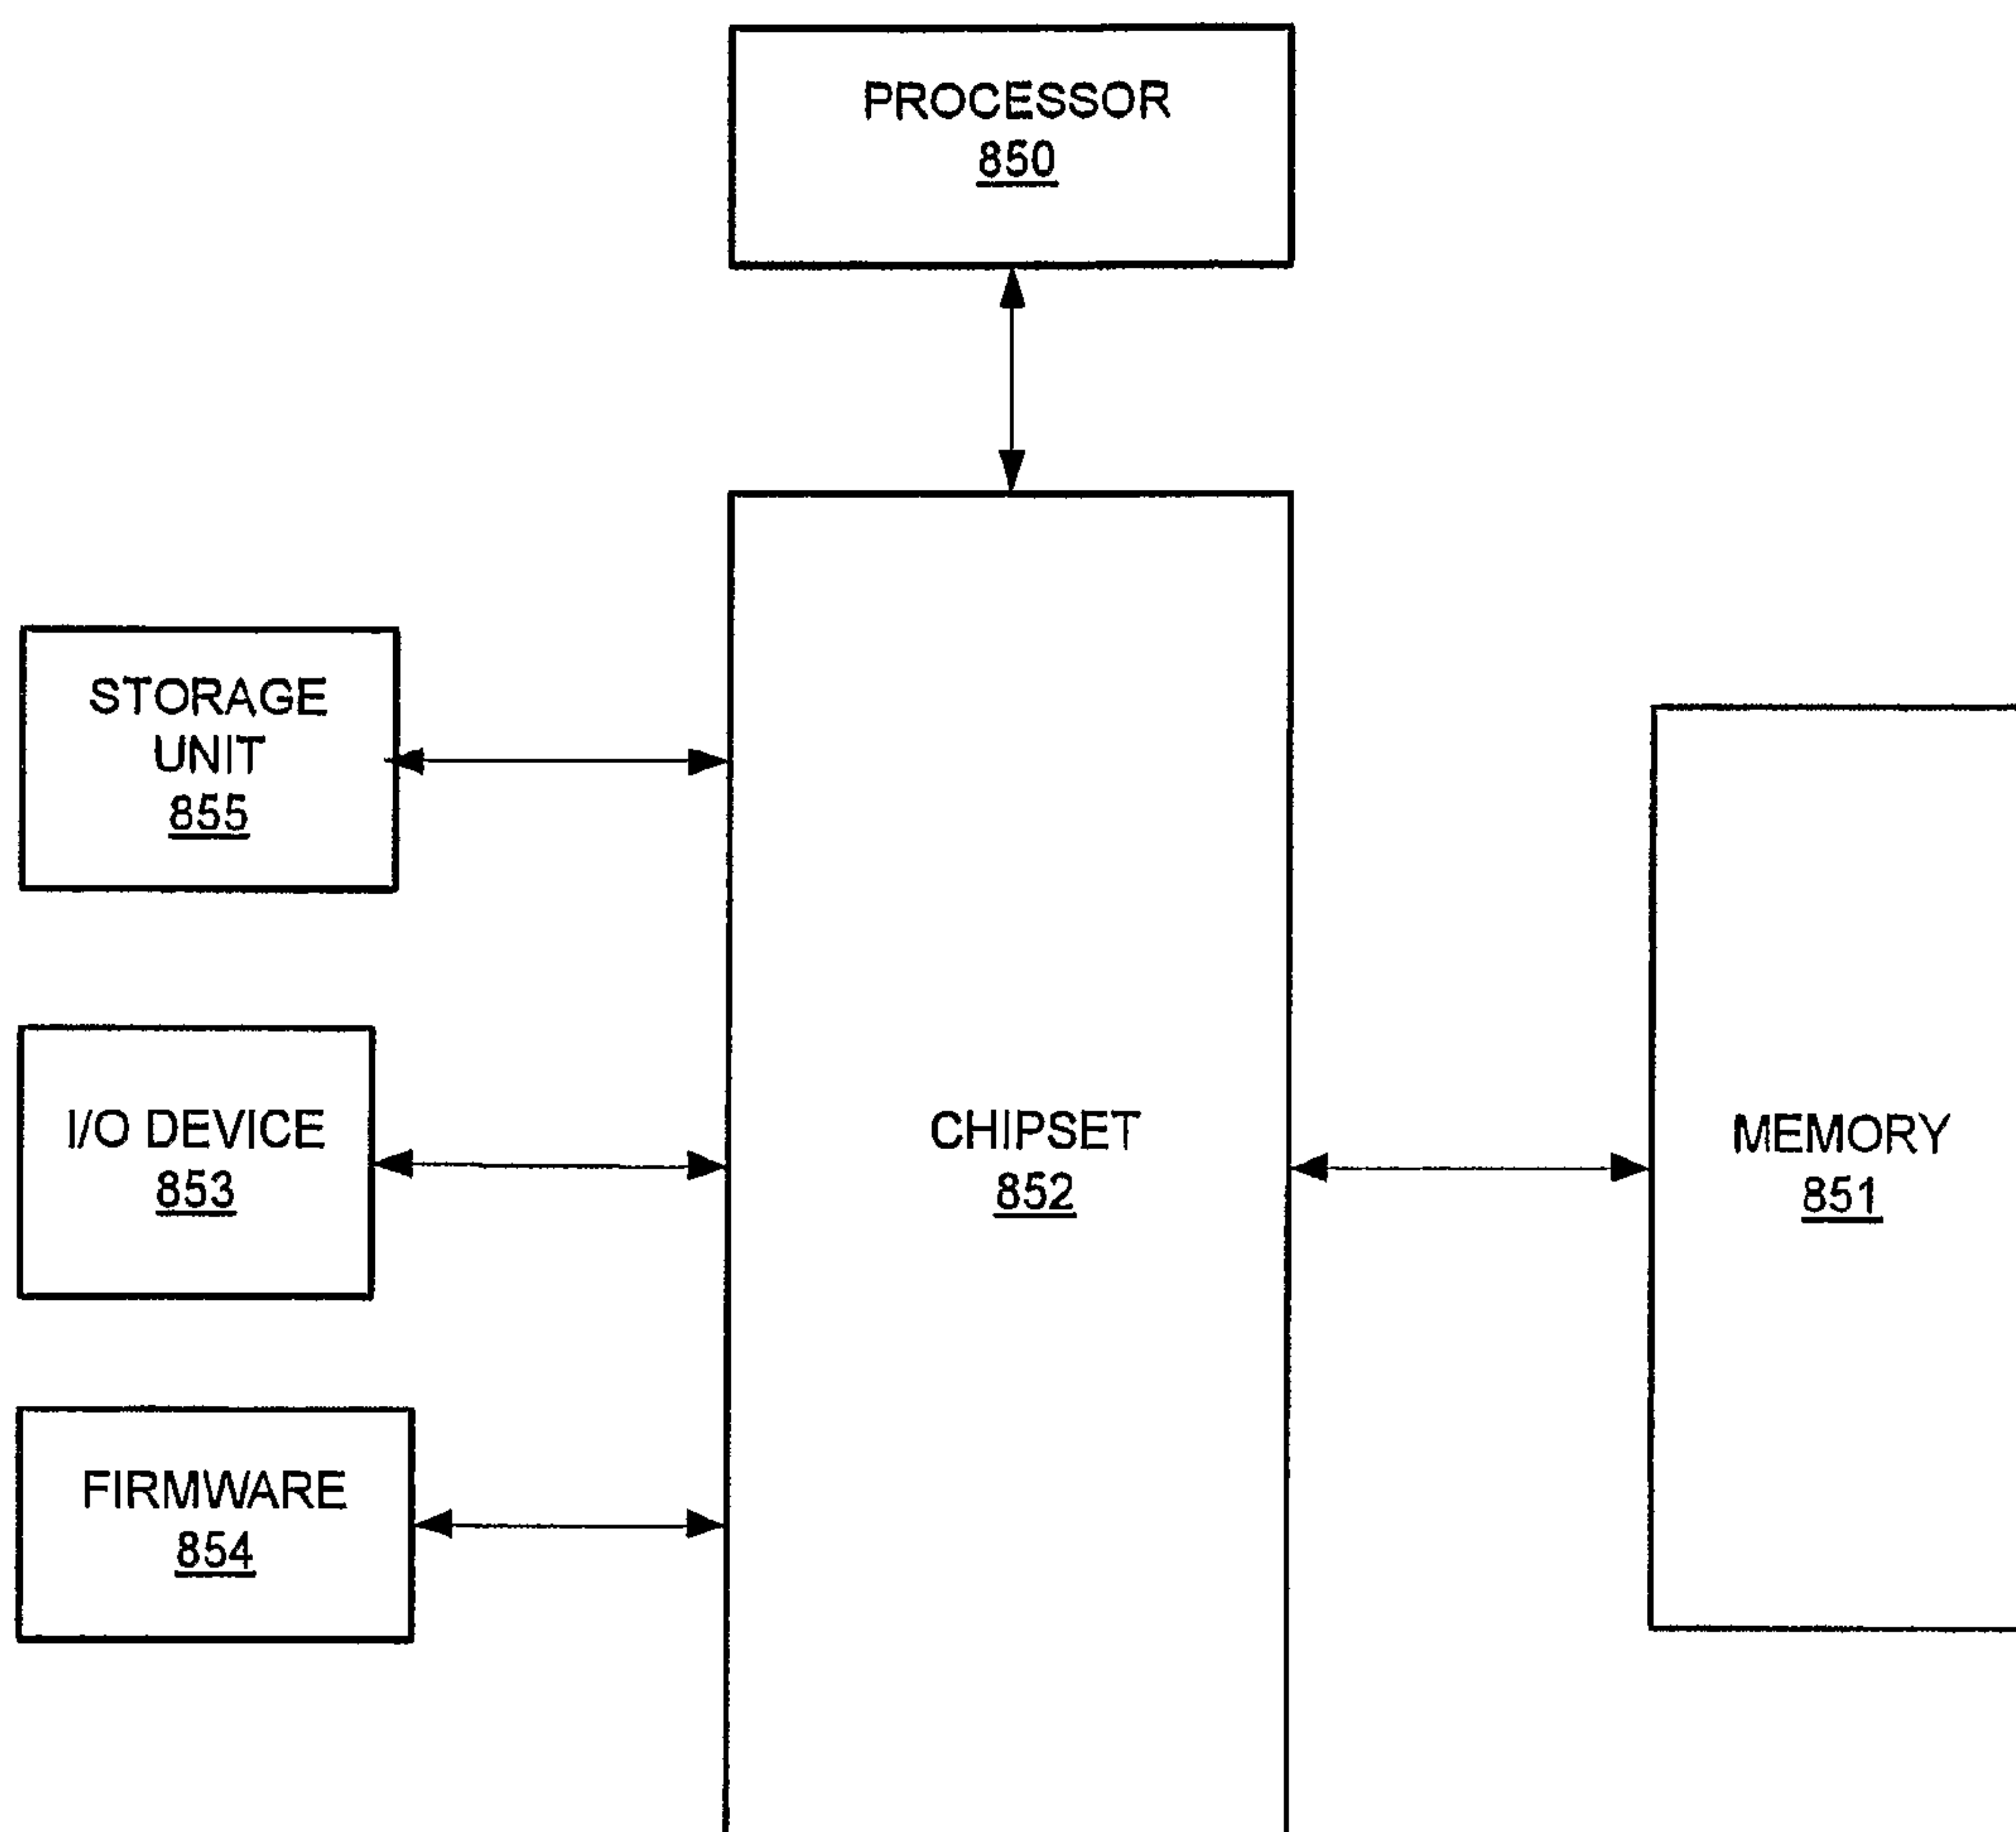 PROCESSOR
850
STORAGE
UNIT
855
I/O DEVICE
853
CHIPSET
852
MEMORY
851
FIRMWARE
854